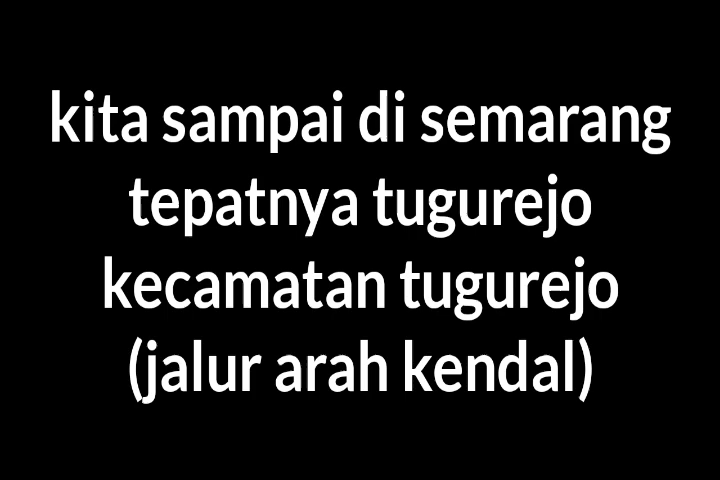 kita sampai di semarang
tepatnya tugurejo
kecamatan tugurejo
(jalur arah kendal)